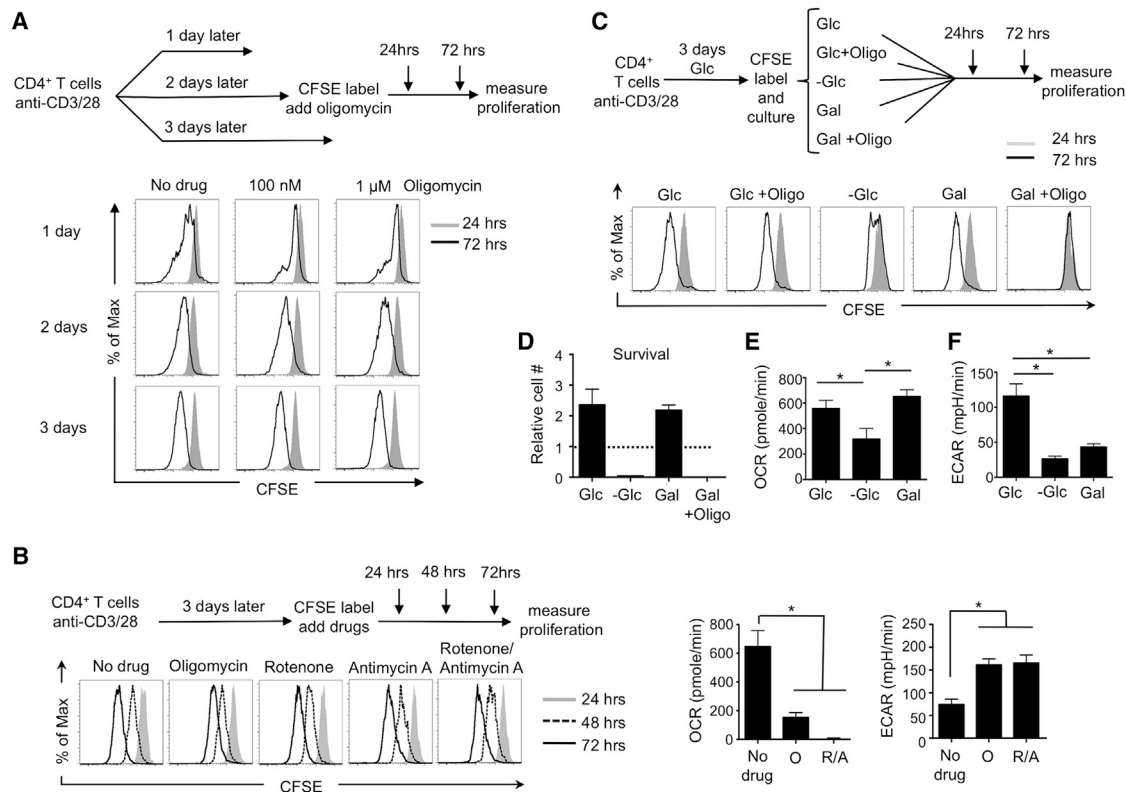 A
1 day later
CD4+ T cells
anti-CD3/28
2 days later
3 days later
CFSE label
add oligomycin
24hrs
72 hrs
measure
proliferation
No drug
100 nM
1 µM
Oligomycin
1 day
2 days
3 days
24 hrs
72 hrs
% of Max
CFSE
B
CD4+ T cells
anti-CD3/28
3 days later
CFSE label
add drugs
24 hrs
48 hrs
72hrs
measure
proliferation
No drug
Oligomycin
Rotenone
Antimycin A
Rotenone/
Antimycin A
24 hrs
48 hrs
72 hrs
% of Max
CFSE
OCR (pmole/min)
800
600
400
200
0
*
No
drug
O
R/A
ECAR (mpH/min)
250
200
150
100
50
0
*
No
drug
O
R/A
C
CD4+
T cells
anti-CD3/28
3 days
Glc
CFSE
label
and
culture
Glc
Glc+Oligo
-Glc
Gal
Gal +Oligo
24hrs
72 hrs
measure
proliferation
24 hrs
72 hrs
Glc
Glc +Oligo
-Glc
Gal
Gal +Oligo
% of Max
CFSE
D
Survival
Relative cell #
4
3
2
1
0
Glc
-Glc
Gal
Gal
+Oligo
E
OCR (pmole/min)
800
600
400
200
0
*
*
Glc
-Glc
Gal
F
ECAR (mpH/min)
150
100
50
0
*
*
Glc
-Glc
Gal